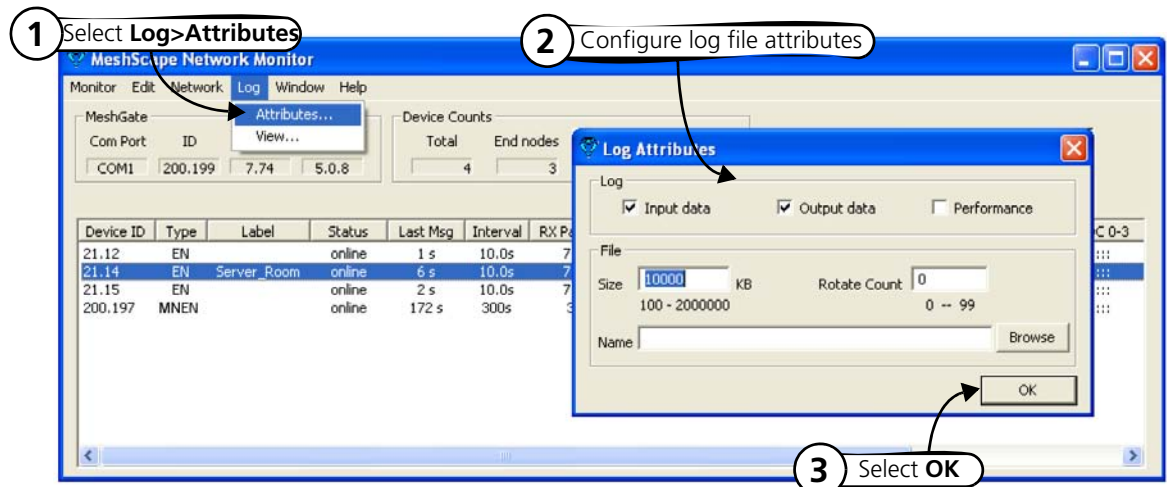 1 Select Log>Attributes
2 Configure log file attributes
MeshScape Network Monitor
Monitor Edit Network Log Window Help
Attributes...
View...
MeshGate
Com Port ID
COM1 200.199 7.74 5.0.8
Device Counts
Total End nodes
4 3
Device ID Type Label Status Last Msg Interval RX C 0-3
21.12 EN online 1 s 10.0s 7 :::
21.14 EN Server_Room online 6 s 10.0s 7 :::
21.15 EN online 2 s 10.0s 7 :::
200.197 MNEN online 172 s 300s 3 :::
Log Attributes
Log
Input data Output data Performance
File
Size 10000 KB Rotate Count 0
100 - 2000000 0 -- 99
Name Browse
OK
3 Select OK